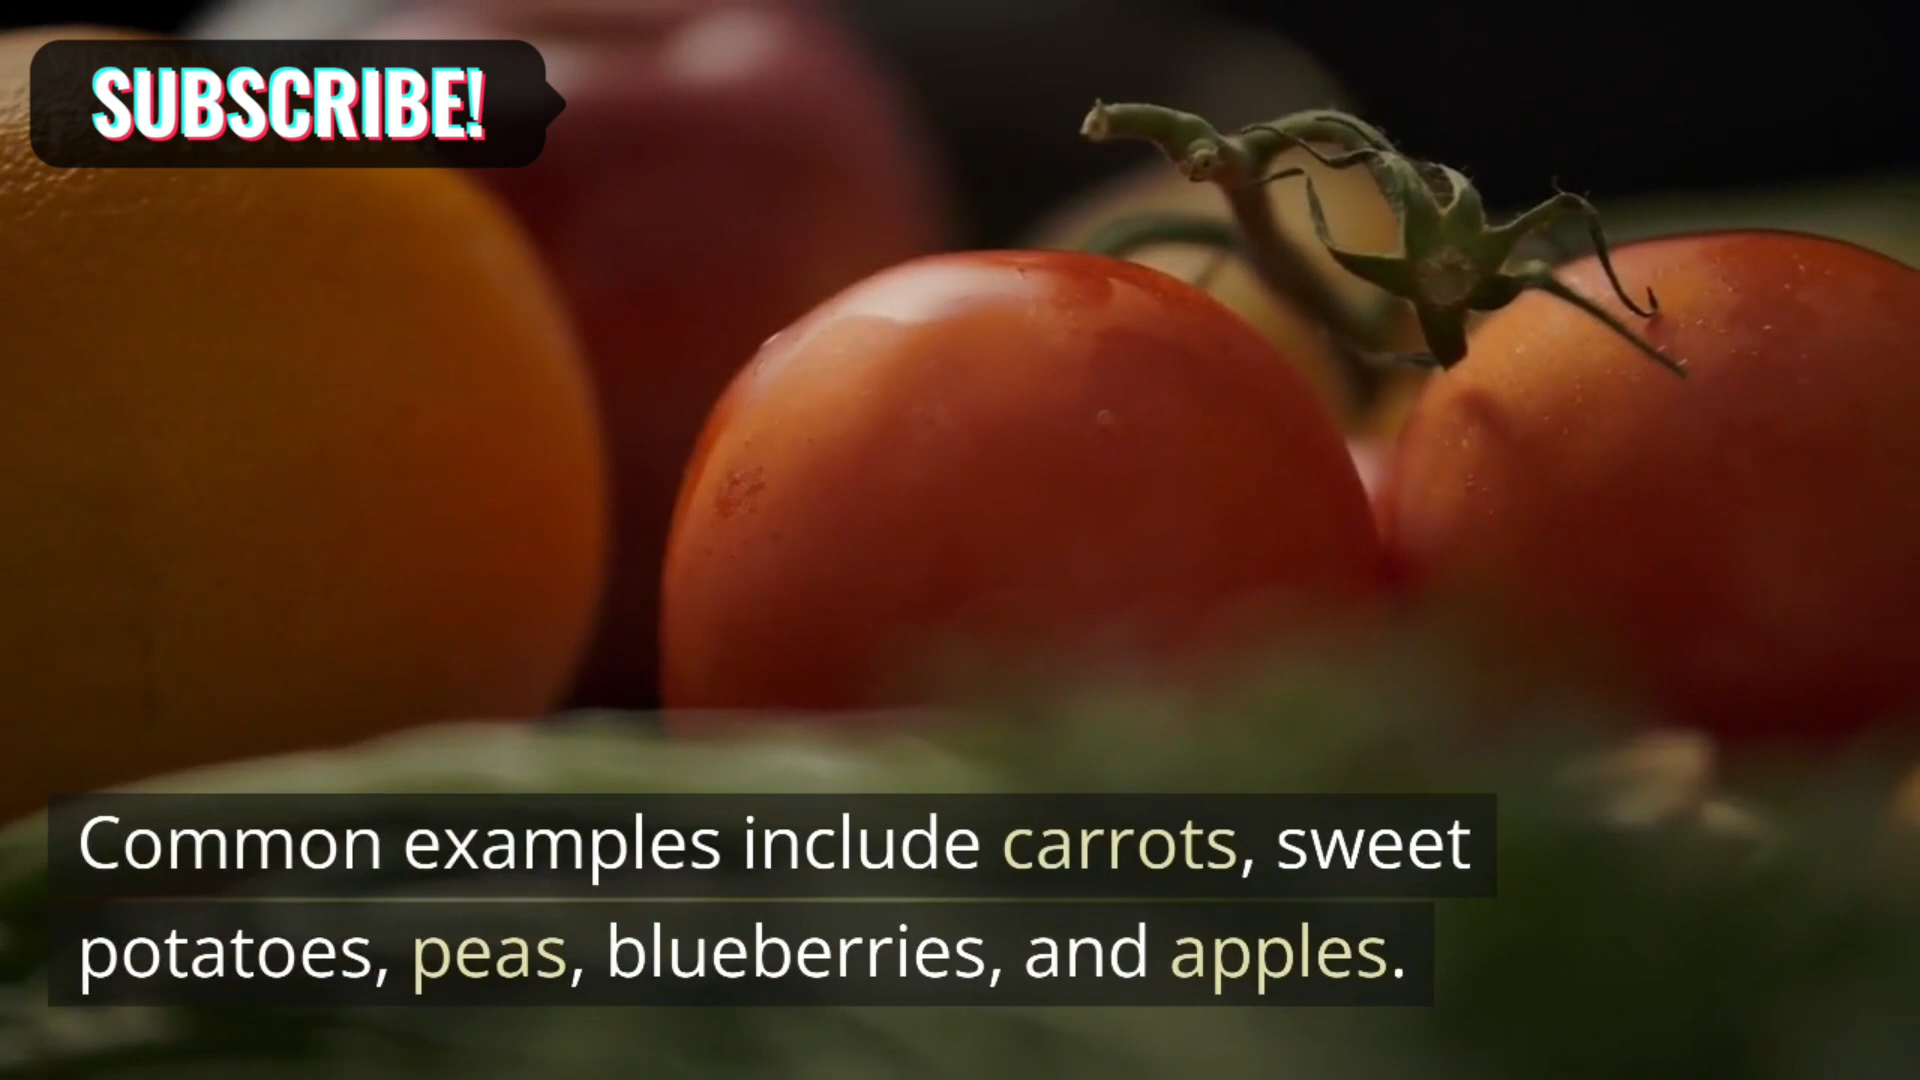 SUBSCRIBE!
Common examples include carrots, sweet
potatoes, peas, blueberries, and apples.